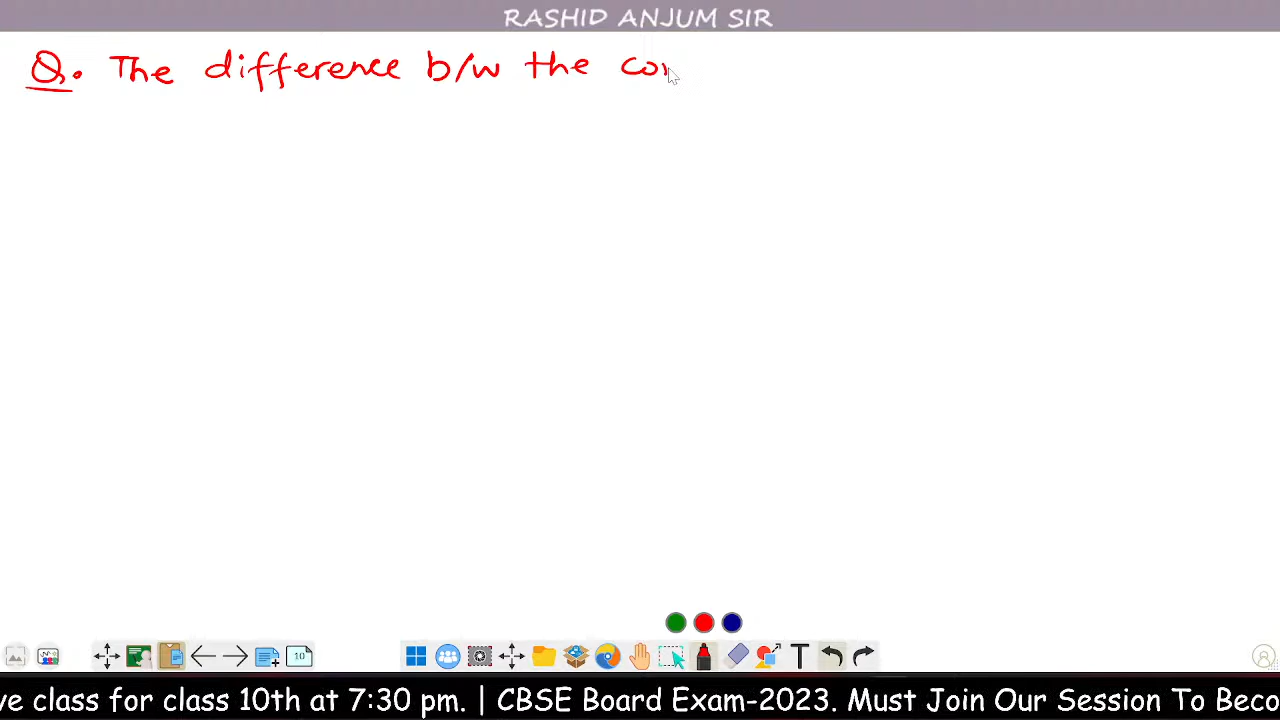 RASHID ANJUM SIR
Q. The difference b/w the
10
ve class for class 10th at 7:30 pm. | CBSE Board Exam-2023. Must Join Our Session To Beco